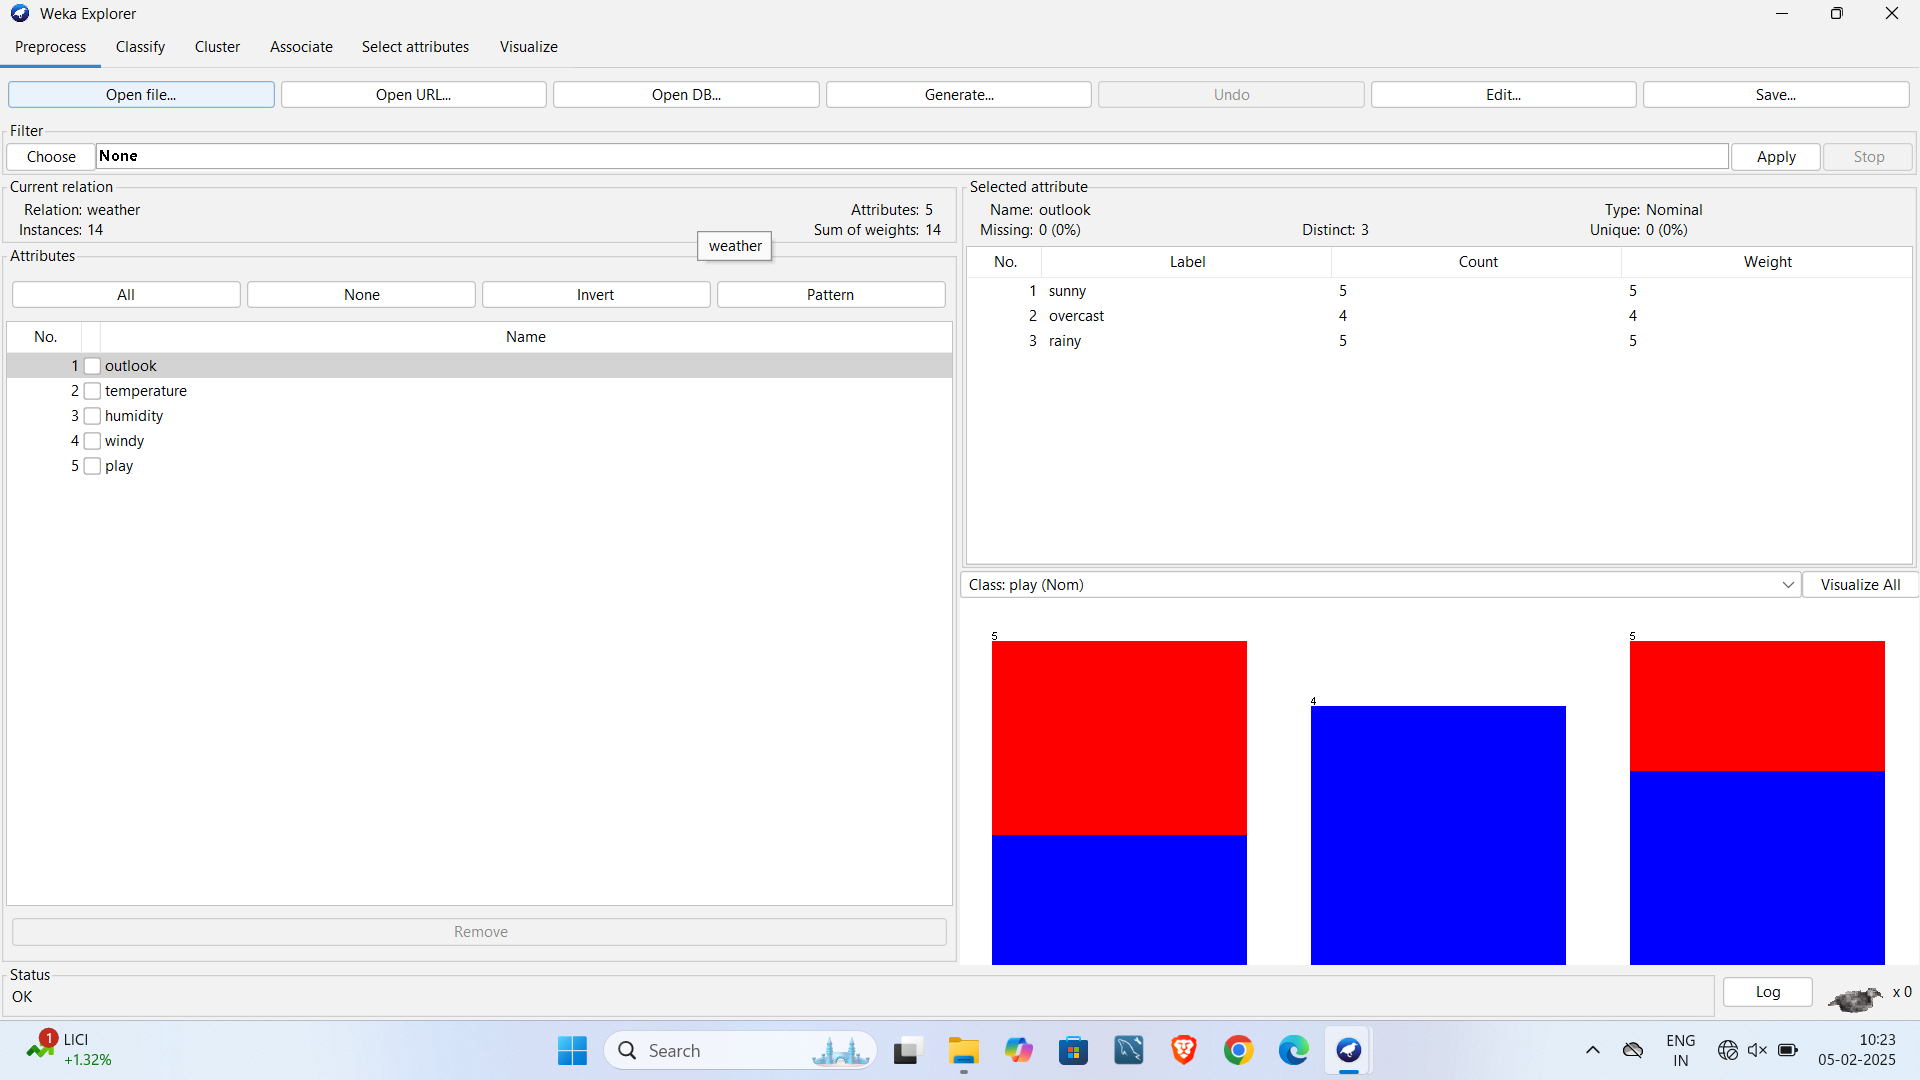 Weka Explorer
Preprocess Classify Cluster Associate Select attributes Visualize
Open file... Open URL... Open DB... Generate... Undo Edit... Save...
Filter
Choose None Apply Stop
Current relation
Relation: weather Attributes: 5
Instances: 14 Sum of weights: 14
weather
Attributes
All None Invert Pattern
No. Name
1 outlook
2 temperature
3 humidity
4 windy
5 play
Remove
Selected attribute
Name: outlook Type: Nominal
Missing: 0 (0%) Distinct: 3 Unique: 0 (0%)
No. Label Count Weight
1 sunny 5 5
2 overcast 4 4
3 rainy 5 5
Class: play (Nom) Visualize All
5 5
4
Status
OK
Log x 0
1 LICI
+1.32%
Search
ENG
IN
10:23
05-02-2025